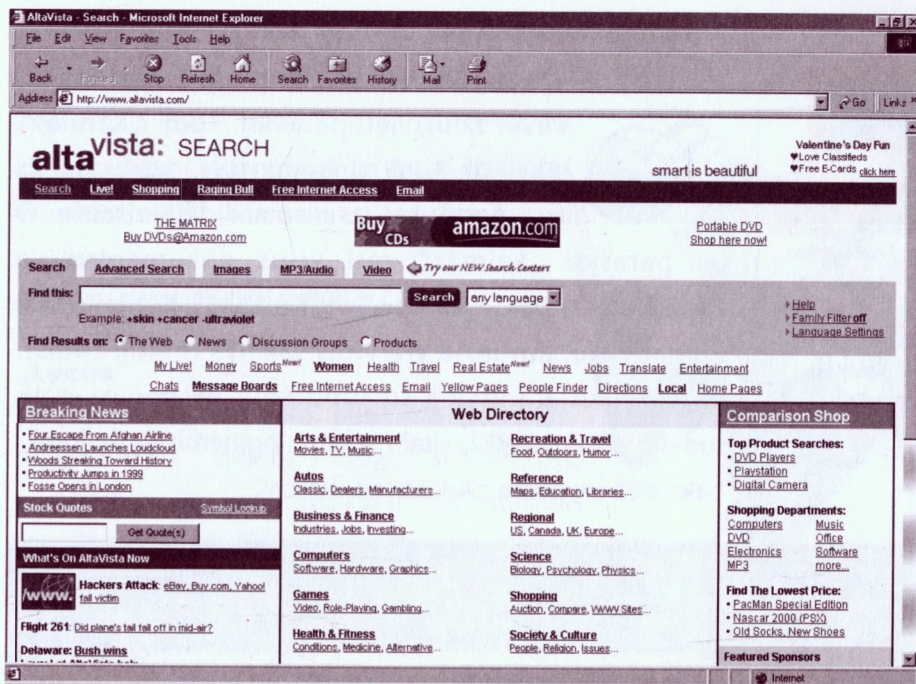 AltaVista - Search - Microsoft Internet Explorer
File Edit View Favorites Tools Help
Back Forward Stop Refresh Home Search Favorites History Mail Print
Address http://www.altavista.com/ Go Links »
alta vista: SEARCH
smart is beautiful
Valentine's Day Fun
♥Love Classifieds
♥Free E-Cards click here
Search Live! Shopping Raging Bull Free Internet Access Email
THE MATRIX
Buy DVDs@Amazon.com
Buy CDs amazon.com
Portable DVD
Shop here now!
Search Advanced Search Images MP3/Audio Video Try our NEW Search Centers
Find this: Search any language
Example: +skin +cancer -ultraviolet
Find Results on: The Web News Discussion Groups Products
Help
Family Filter off
Language Settings
My Live! Money Sports New! Women Health Travel Real Estate New! News Jobs Translate Entertainment
Chats Message Boards Free Internet Access Email Yellow Pages People Finder Directions Local Home Pages
Breaking News
Four Escape From Afghan Airline
Andreessen Launches Loudcloud
Woods Streaking Toward History
Productivity Jumps in 1999
Fosse Opens in London
Stock Quotes Symbol Lookup
Get Quote(s)
What's On AltaVista Now
/www.
Hackers Attack: eBay, Buy.com, Yahoo!
fall victim
Flight 261: Did plane's tail fall off in mid-air?
Delaware: Bush wins
Web Directory
Arts & Entertainment
Movies, TV, Music...
Autos
Classic, Dealers, Manufacturers...
Business & Finance
Industries, Jobs, Investing...
Computers
Software, Hardware, Graphics...
Games
Video, Role-Playing, Gambling...
Health & Fitness
Conditions, Medicine, Alternative...
Recreation & Travel
Food, Outdoors, Humor...
Reference
Maps, Education, Libraries...
Regional
US, Canada, UK, Europe...
Science
Biology, Psychology, Physics...
Shopping
Auction, Compare, WWW Sites...
Society & Culture
People, Religion, Issues...
Comparison Shop
Top Product Searches:
DVD Players
Playstation
Digital Camera
Shopping Departments:
Computers Music
DVD Office
Electronics Software
MP3 more...
Find The Lowest Price:
PacMan Special Edition
Nascar 2000 (PSX)
Old Socks, New Shoes
Featured Sponsors
Internet